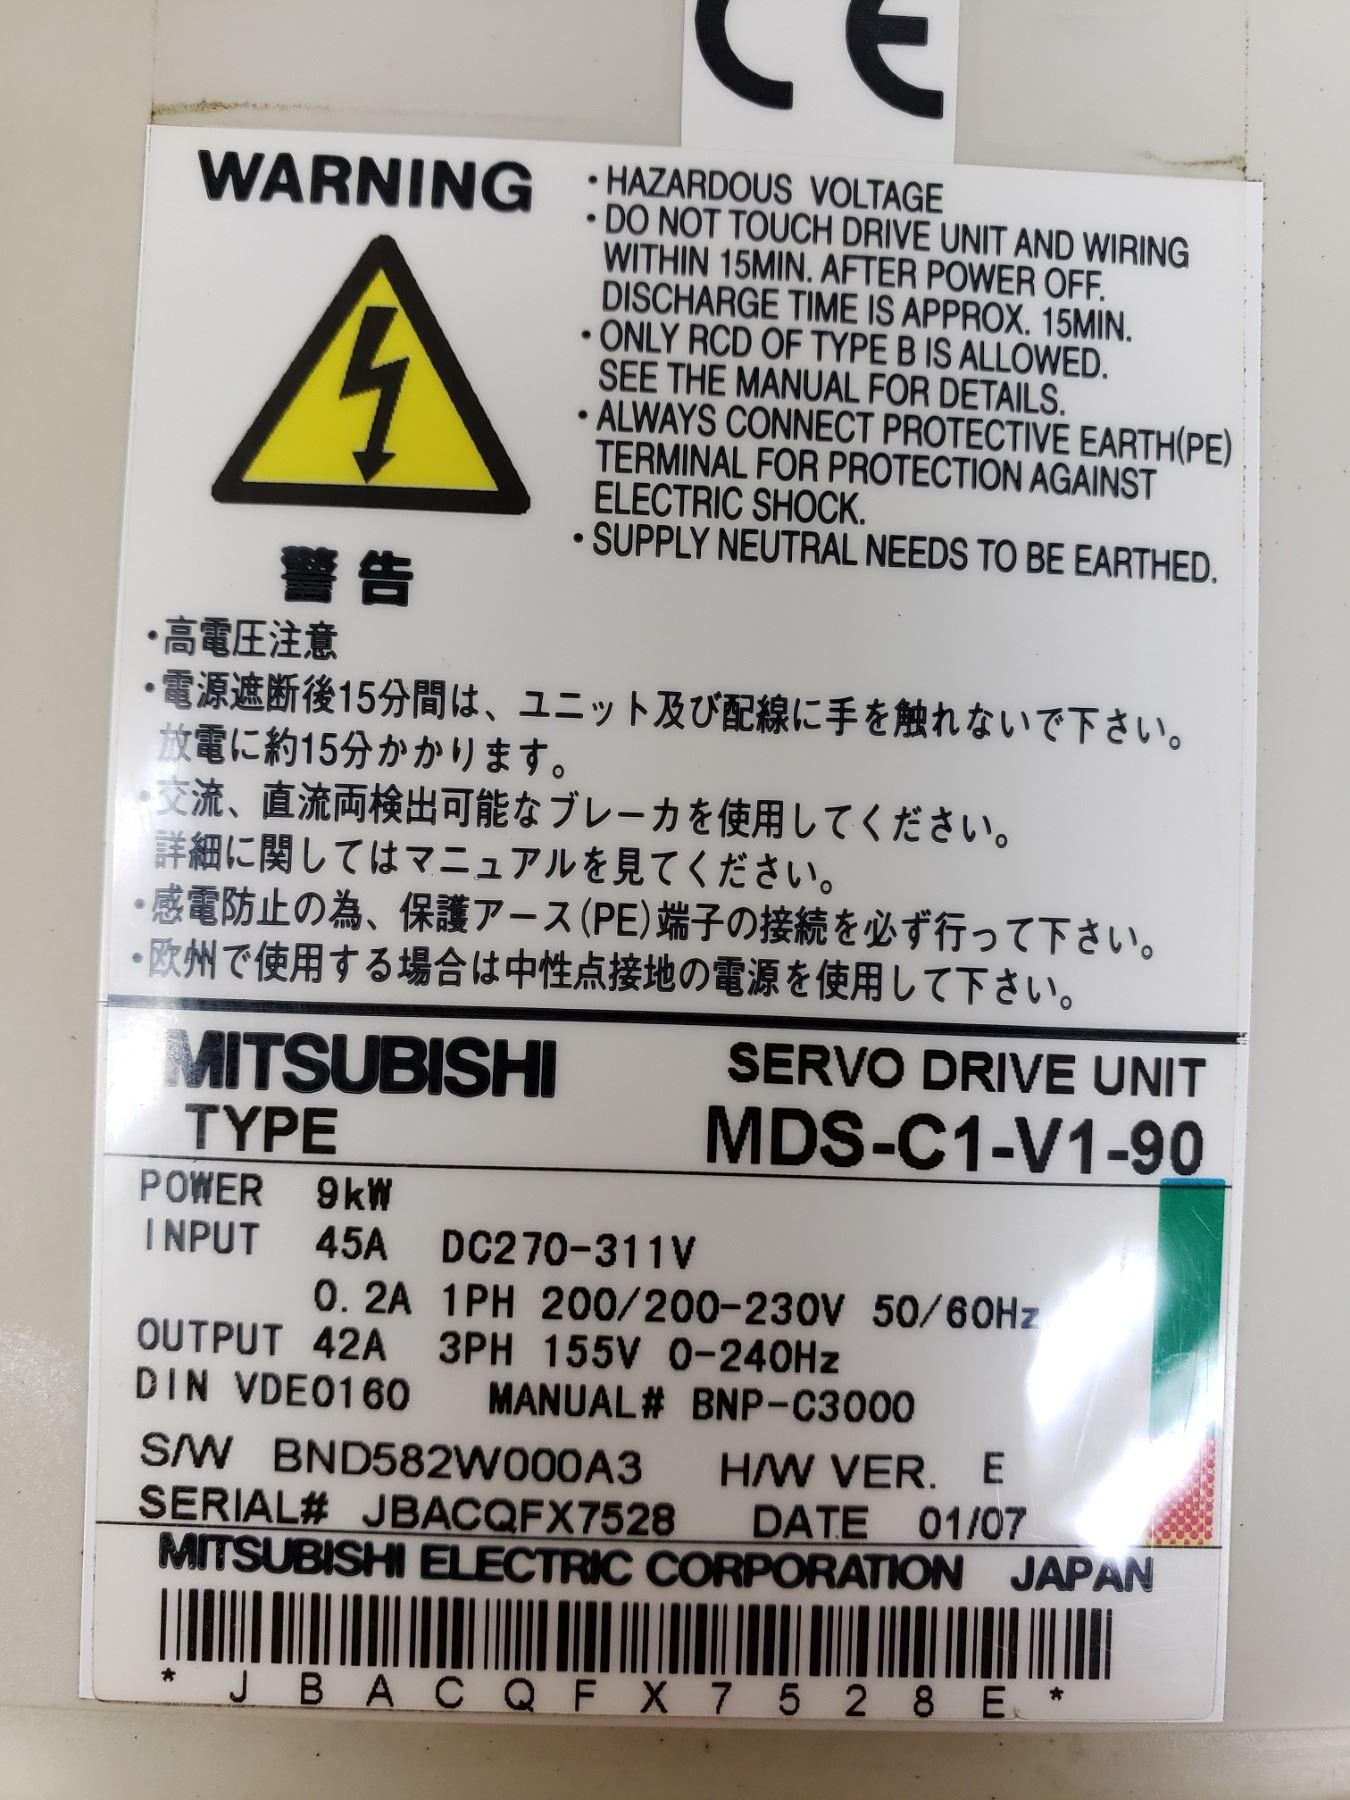 CE
WARNING
・HAZARDOUS VOLTAGE
・DO NOT TOUCH DRIVE UNIT AND WIRING
WITHIN 15MIN. AFTER POWER OFF.
DISCHARGE TIME IS APPROX. 15MIN.
・ONLY RCD OF TYPE B IS ALLOWED.
SEE THE MANUAL FOR DETAILS.
・ALWAYS CONNECT PROTECTIVE EARTH(PE)
TERMINAL FOR PROTECTION AGAINST
ELECTRIC SHOCK.
・SUPPLY NEUTRAL NEEDS TO BE EARTHED.
警告
・高電圧注意
・電源遮断後15分間は、ユニット及び配線に手を触れないで下さい。
放電に約15分かかります。
・交流、直流両検出可能なブレーカを使用してください。
詳細に関してはマニュアルを見てください。
・感電防止の為、保護アース(PE)端子の接続を必ず行って下さい。
・欧州で使用する場合は中性点接地の電源を使用して下さい。
MITSUBISHI SERVO DRIVE UNIT
TYPE MDS-C1-V1-90
POWER 9kW
INPUT 45A DC270-311V
0.2A 1PH 200/200-230V 50/60Hz
OUTPUT 42A 3PH 155V 0-240Hz
DIN VDE0160 MANUAL# BNP-C3000
S/W BND582W000A3 H/W VER. E
SERIAL# JBACQFX7528 DATE 01/07
MITSUBISHI ELECTRIC CORPORATION JAPAN
* J B A C Q F X 7 5 2 8 E *